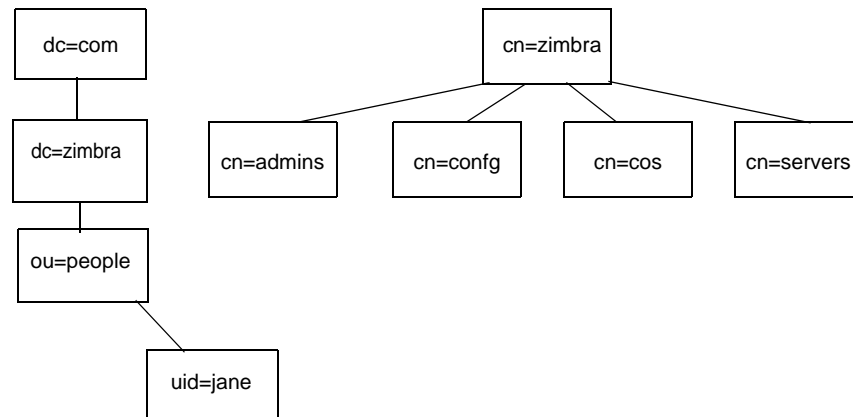 dc=com
cn=zimbra
dc=zimbra
cn=admins
cn=confg
cn=cos
cn=servers
ou=people
uid=jane